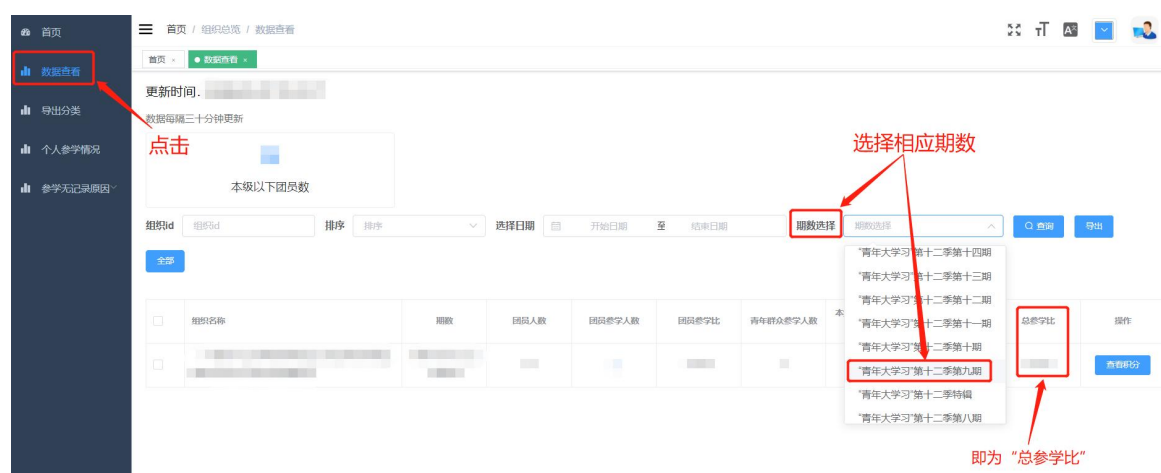 首页
数据查看
导出分类
个人参学情况
参学无记录原因
首页 / 组织总览 / 数据查看
首页 × ● 数据查看 ×
更新时间.
数据每隔三十分钟更新
点击
本级以下团员数
选择相应期数
组织id 组织id 排序 排序 选择日期 开始日期 至 结束日期 期数选择 期数选择 查询 导出
全部
“青年大学习”第十二季第十四期
“青年大学习”第十二季第十三期
“青年大学习”第十二季第十二期
“青年大学习”第十二季第十一期
“青年大学习”第十二季第十期
“青年大学习”第十二季第九期
“青年大学习”第十二季特辑
“青年大学习”第十二季第八期
组织名称 期数 团员人数 团员参学人数 团员参学比 青年群众参学人数 本 总参学比 操作
查看积分
即为“总参学比”